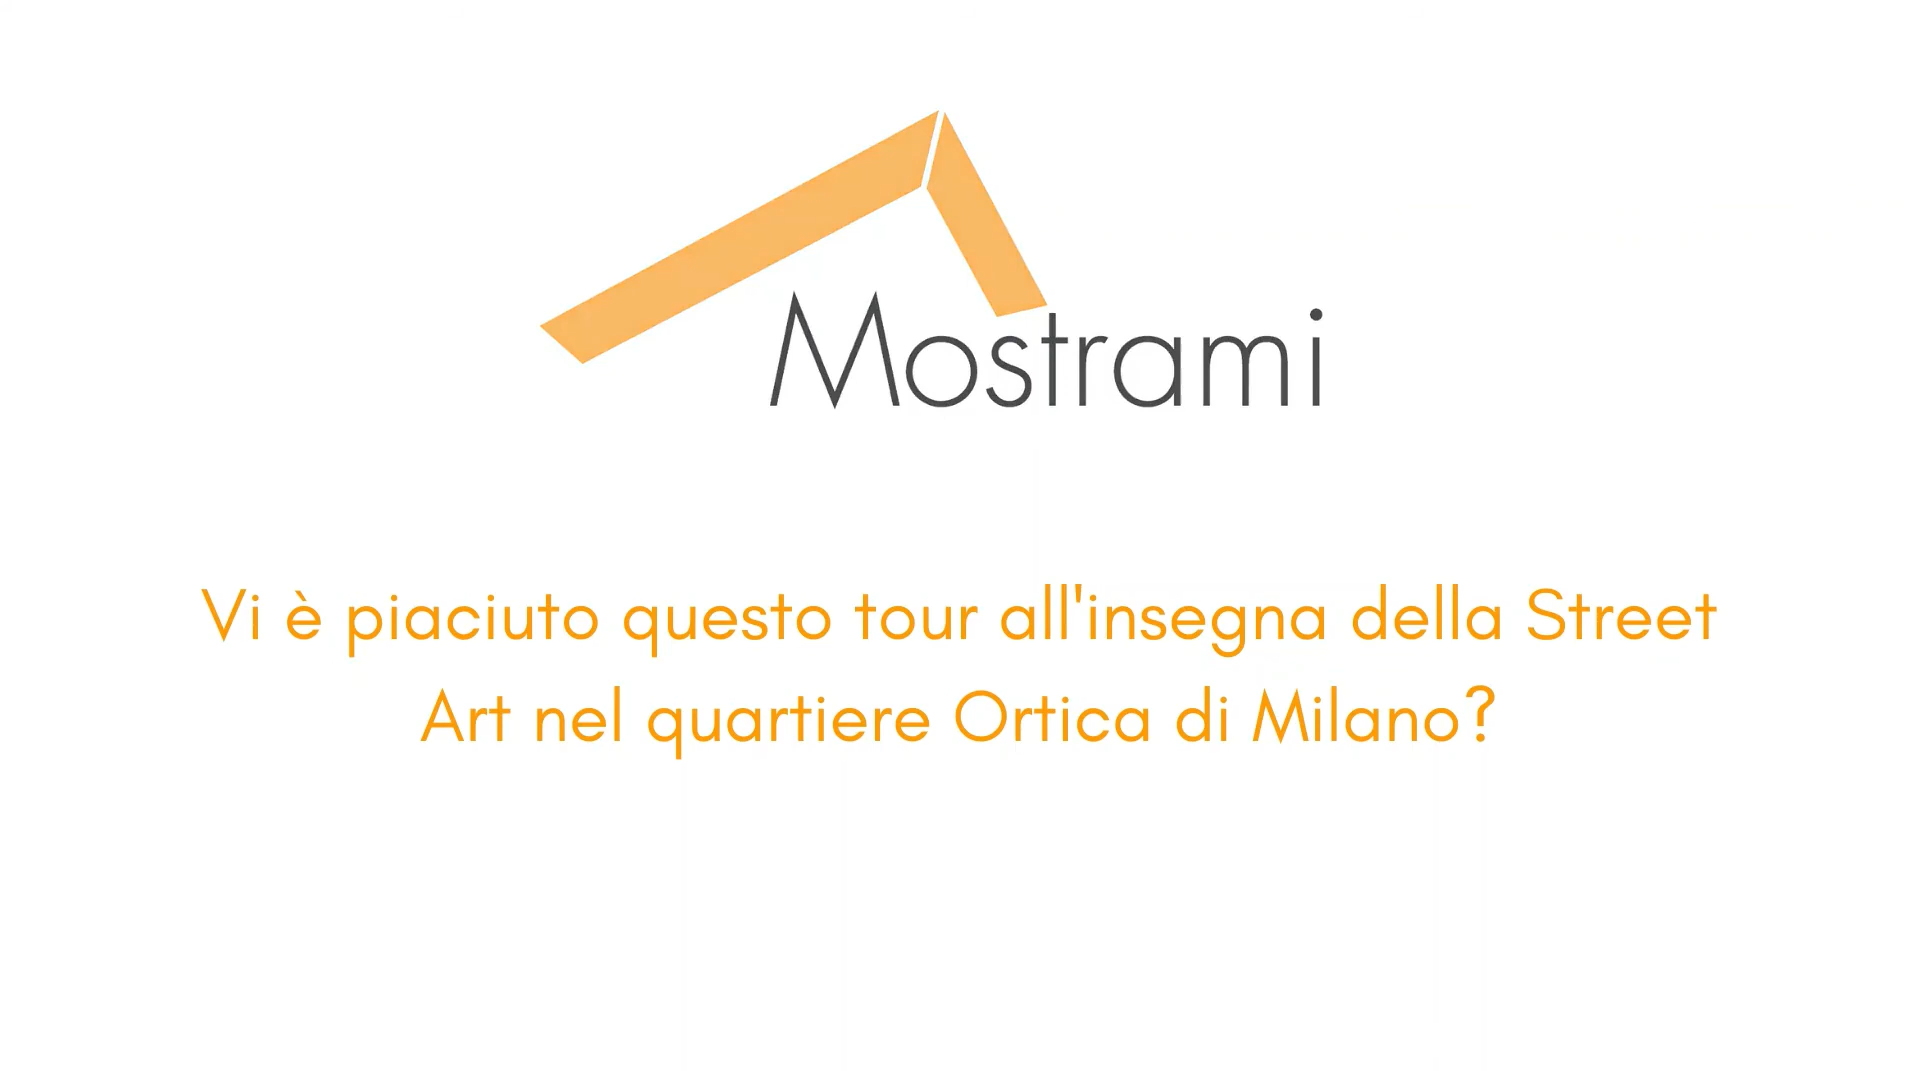 Mostrami
Vi è piaciuto questo tour all'insegna della Street
Art nel quartiere Ortica di Milano?